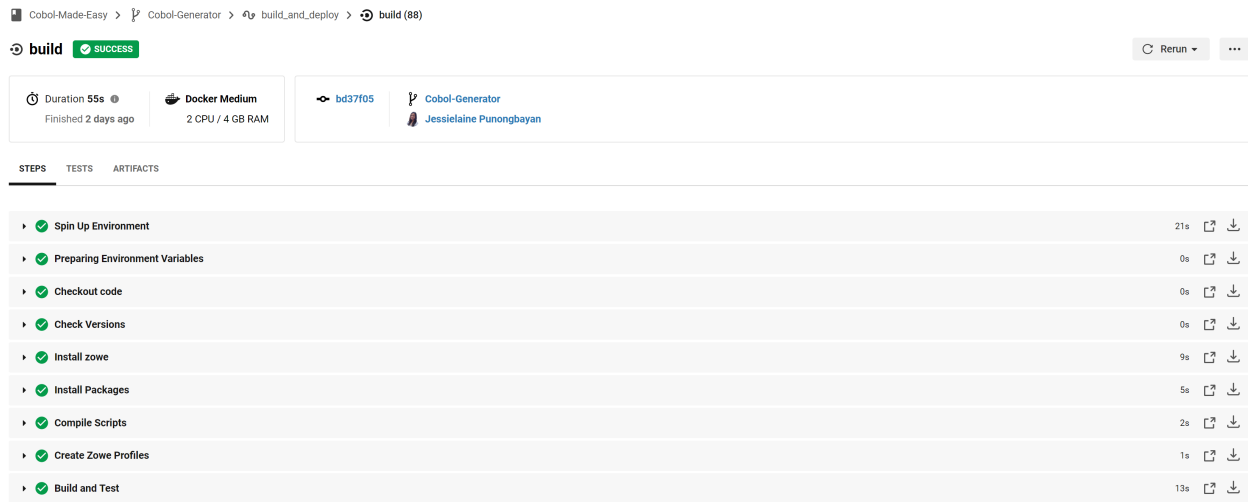 Cobol-Made-Easy > Cobol-Generator > build_and_deploy > build (88)
build SUCCESS Rerun
Duration 55s Docker Medium bd37f05 Cobol-Generator
Finished 2 days ago 2 CPU / 4 GB RAM Jessielaine Punongbayan
STEPS TESTS ARTIFACTS
Spin Up Environment 21s
Preparing Environment Variables 0s
Checkout code 0s
Check Versions 0s
Install zowe 9s
Install Packages 5s
Compile Scripts 2s
Create Zowe Profiles 1s
Build and Test 13s